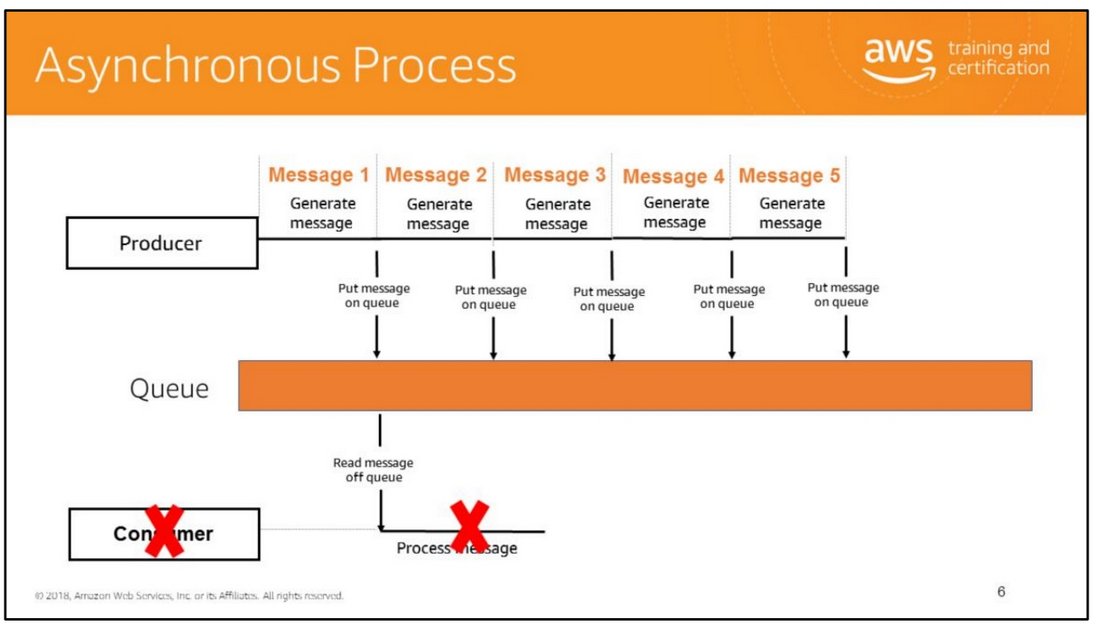 Asynchronous Process
aws training and
certification
Message 1 Message 2 Message 3 Message 4 Message 5
Generate Generate Generate Generate Generate
message message message message message
Producer
Put message Put message Put message Put message Put message
on queue on queue on queue on queue on queue
Queue
Read message
off queue
Consumer
Process message
© 2018, Amazon Web Services, Inc. or its Affiliates. All rights reserved.
6